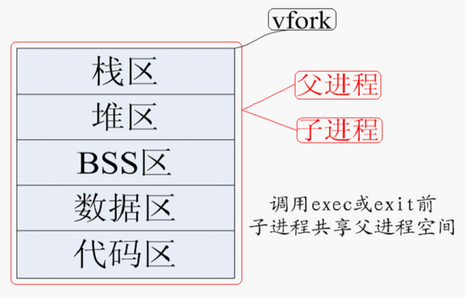 vfork
栈区
堆区
BSS区
数据区
代码区
父进程
子进程
调用exec或exit前
子进程共享父进程空间